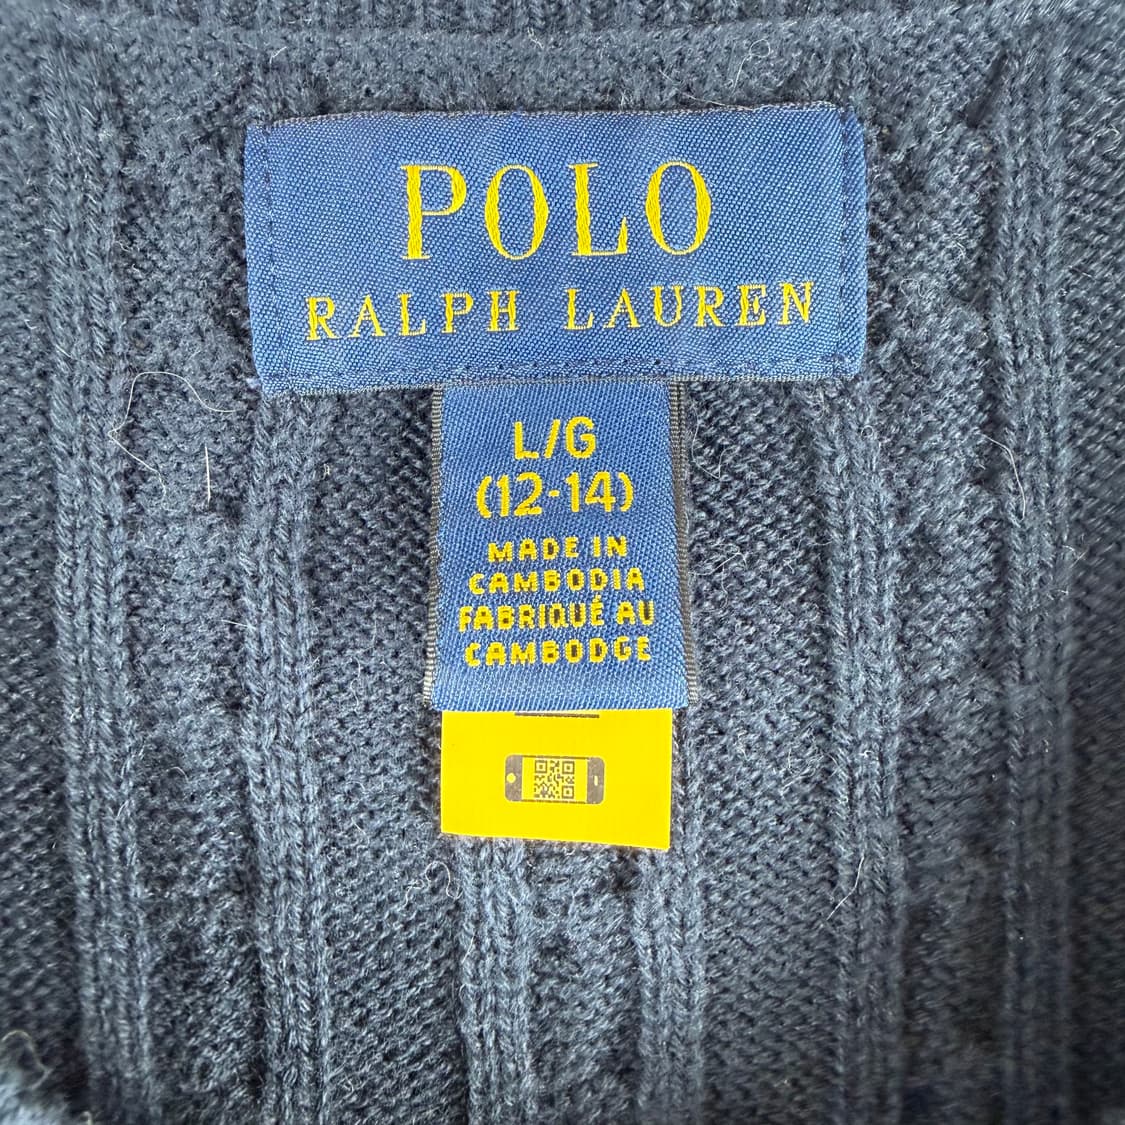 POLO
RALPH LAUREN
L/G
(12-14)
MADE IN
CAMBODIA
FABRIQUÉ AU
CAMBODGE